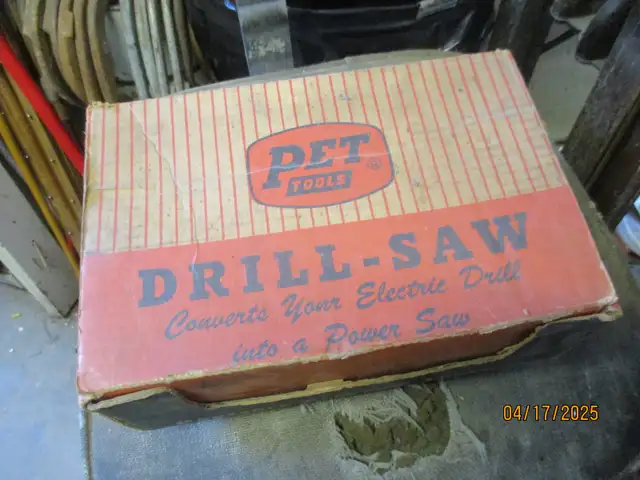 PET
TOOLS
DRILL-SAW
Converts Your Electric Drill
into a Power Saw
04/17/2025